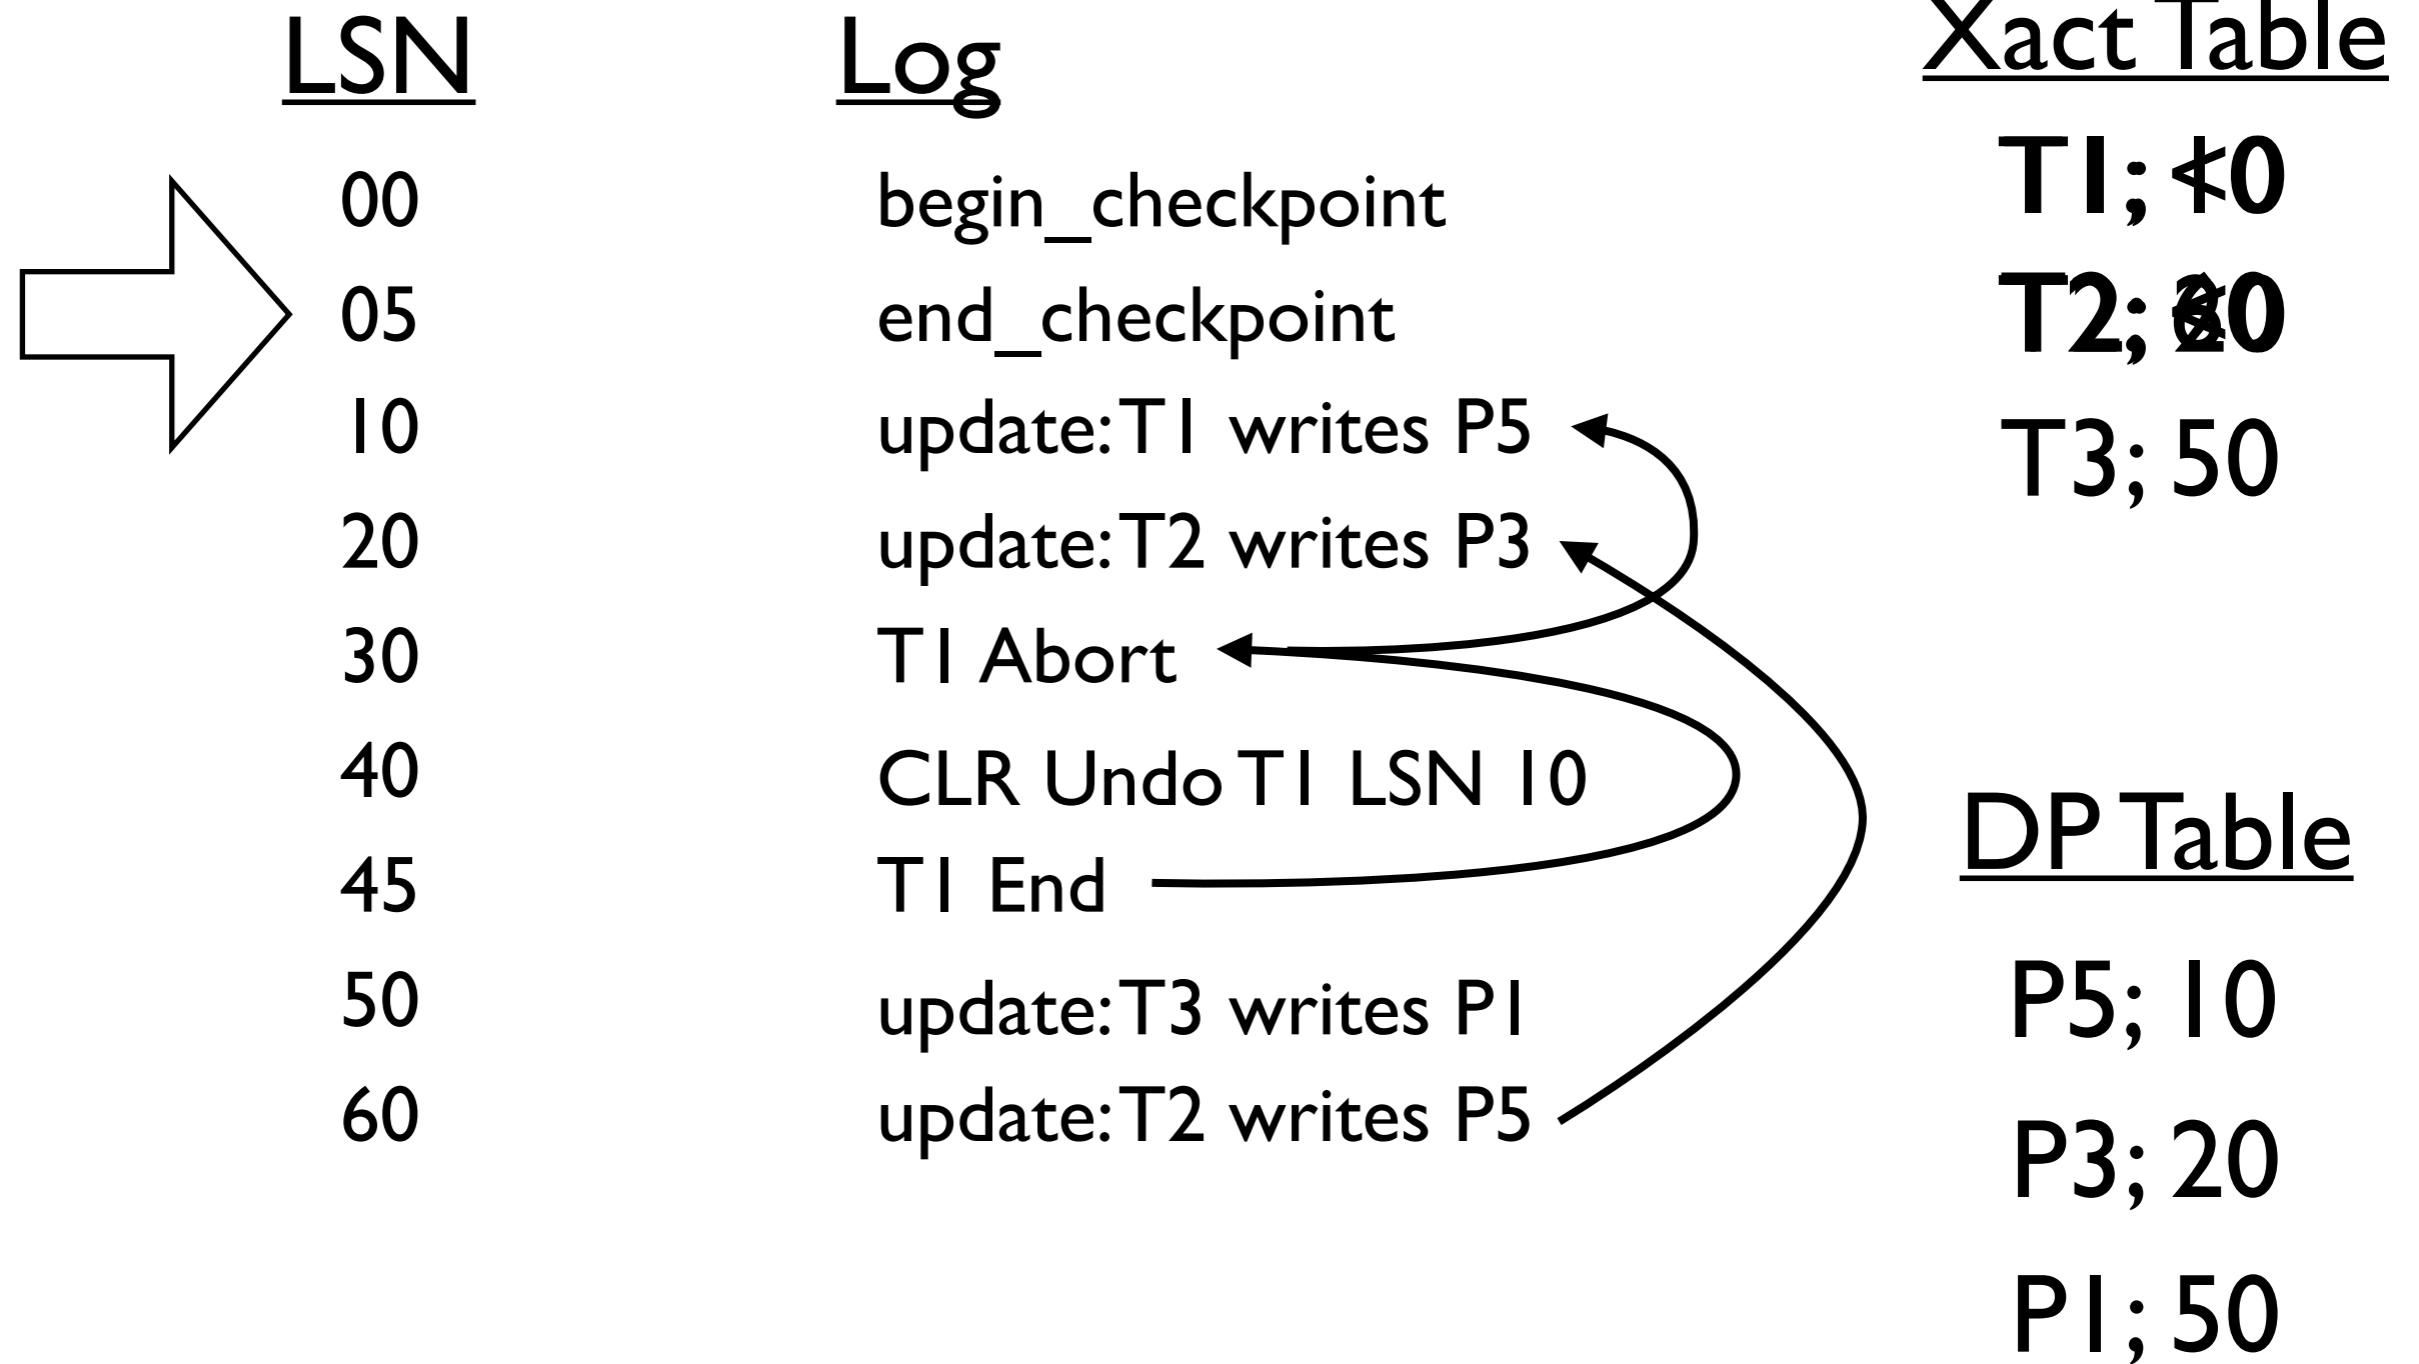 LSN Log
00 begin_checkpoint
05 end_checkpoint
10 update: T1 writes P5
20 update: T2 writes P3
30 T1 Abort
40 CLR Undo T1 LSN 10
45 T1 End
50 update: T3 writes P1
60 update: T2 writes P5
Xact Table
T1;
T2;
T3; 50
DP Table
P5; 10
P3; 20
P1; 50